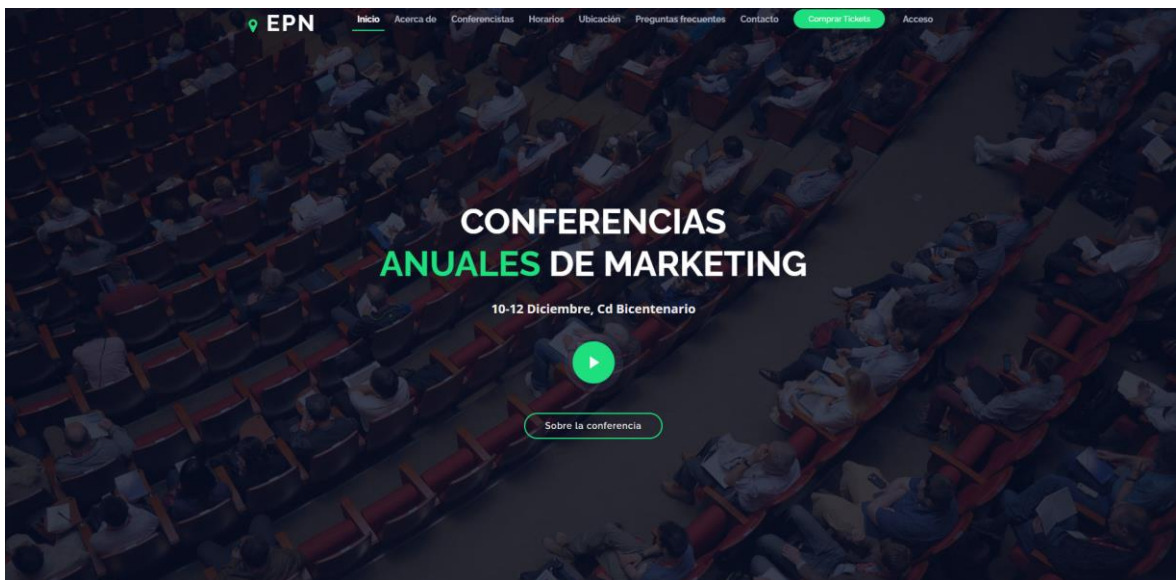 EPN Inicio Acerca de Conferencistas Horarios Ubicación Preguntas frecuentes Contacto Comprar Tickets Acceso
CONFERENCIAS
ANUALES DE MARKETING
10-12 Diciembre, Cd Bicentenario
Sobre la conferencia